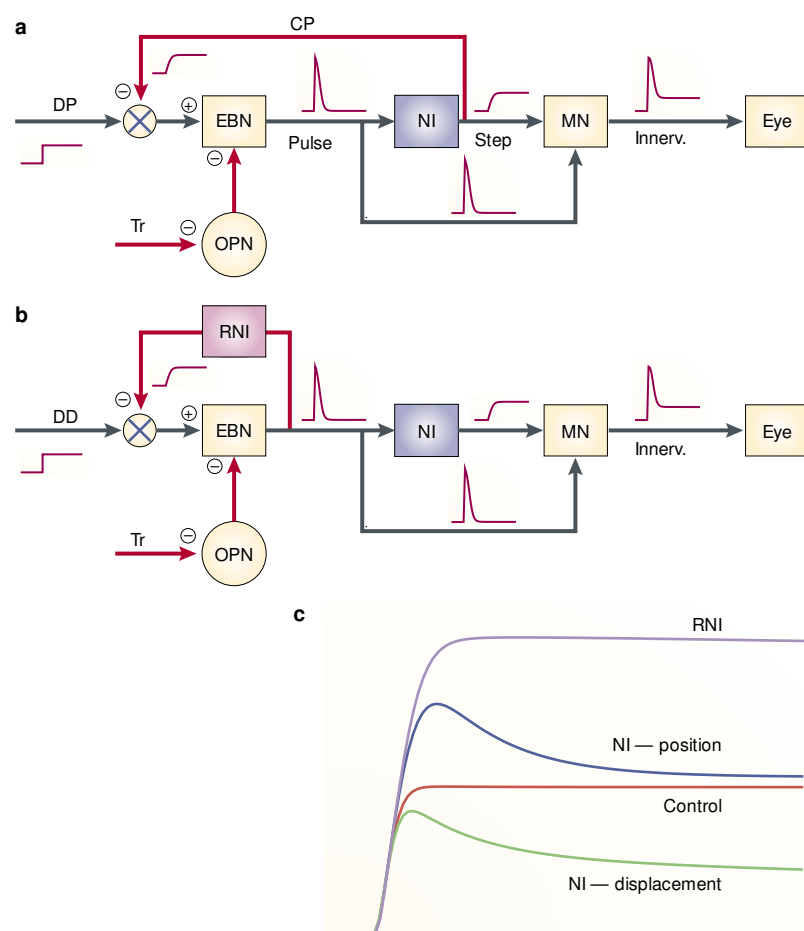 a
CP
DP
EBN
Pulse
NI
Step
MN
Innerv.
Eye
Tr
OPN
b
RNI
DD
EBN
NI
MN
Innerv.
Eye
Tr
OPN
c
RNI
NI — position
Control
NI — displacement